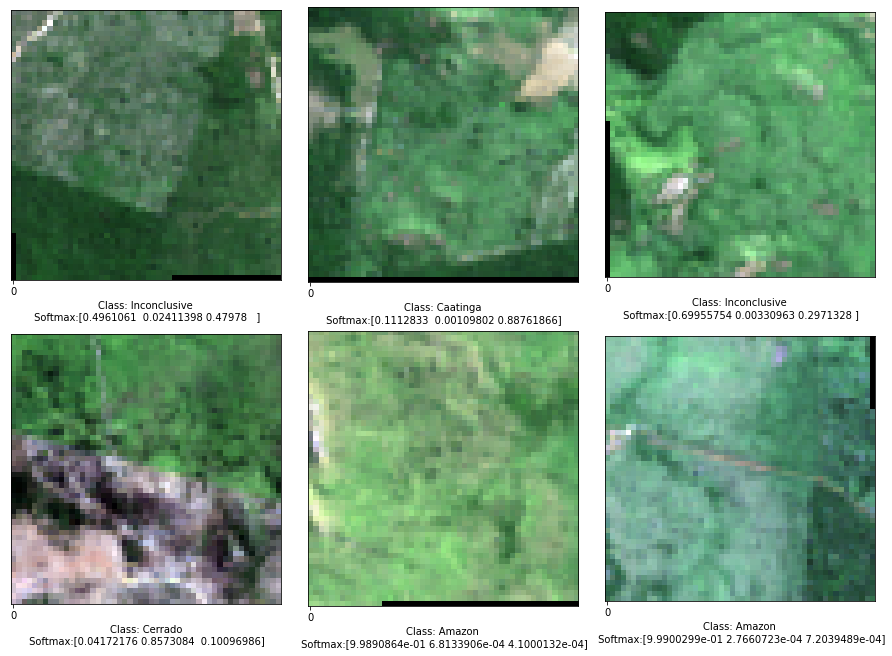 0
Class: Inconclusive
Softmax:[0.4961061  0.02411398 0.47978   ]
0
Class: Caatinga
Softmax:[0.1112833  0.00109802 0.88761866]
0
Class: Inconclusive
Softmax:[0.69955754 0.00330963 0.2971328 ]
0
Class: Cerrado
Softmax:[0.04172176 0.8573084  0.10096986]
0
Class: Amazon
Softmax:[9.9890864e-01 6.8133906e-04 4.1000132e-04]
0
Class: Amazon
Softmax:[9.9900299e-01 2.7660723e-04 7.2039489e-04]